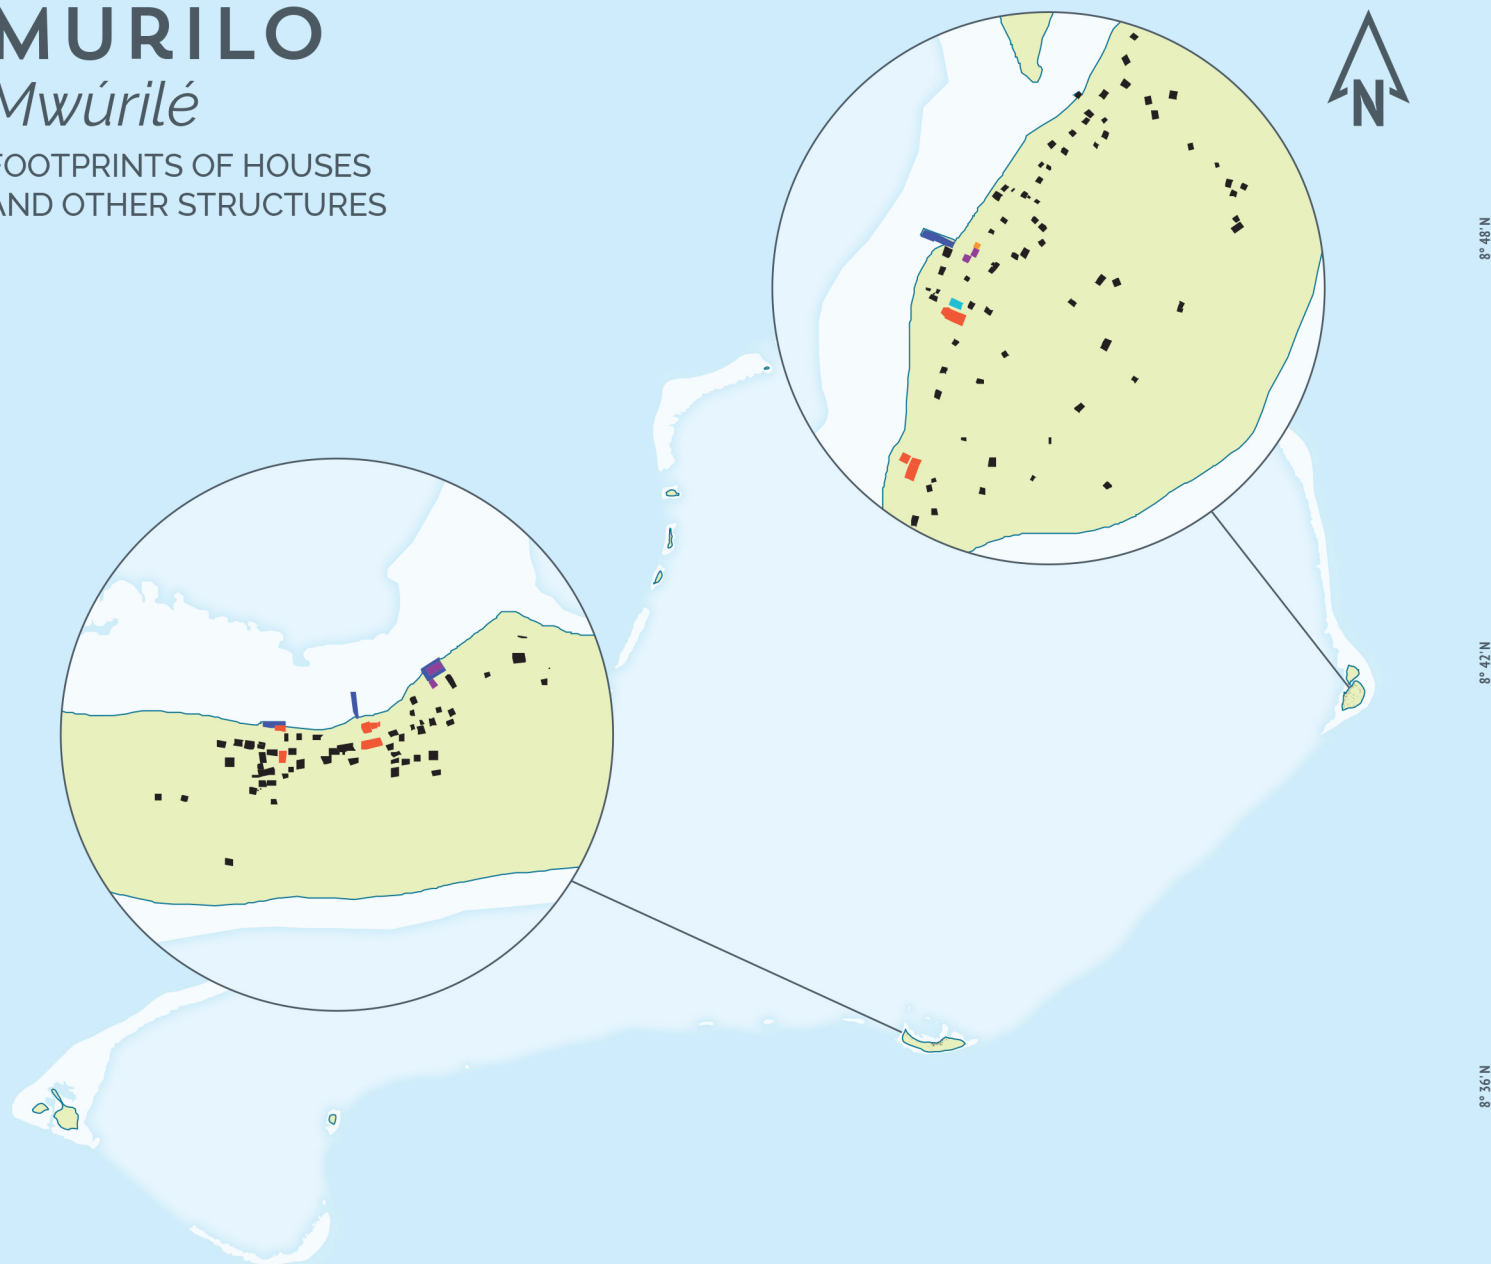 MURILO
Mwúrilé
FOOTPRINTS OF HOUSES
AND OTHER STRUCTURES
N
8° 48'N
8° 42'N
8° 36'N